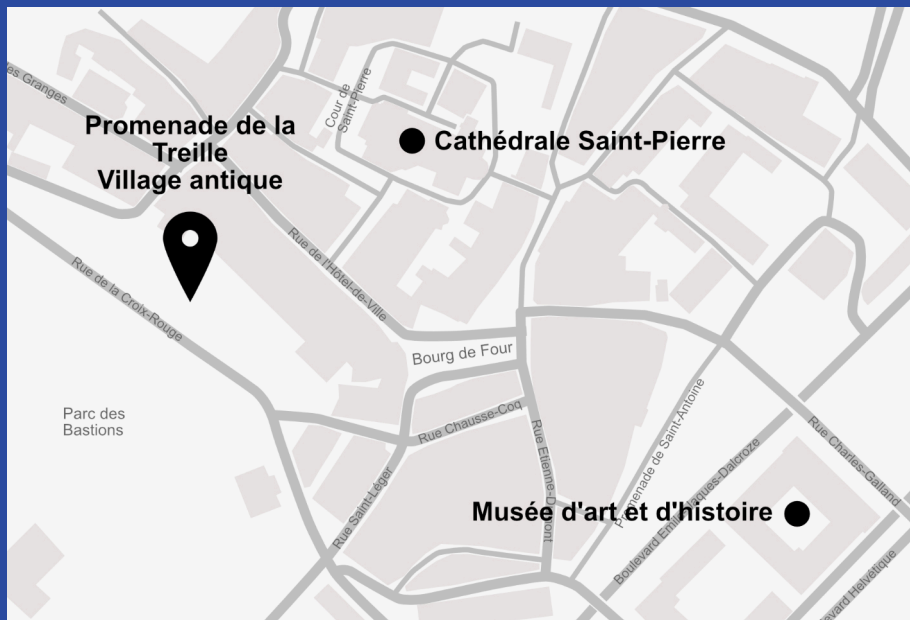 es Granges
Promenade de la
Treille
Village antique
Cour de
Saint-Pierre
Cathédrale Saint-Pierre
Rue de l'Hôtel-de-Ville
Rue de la Croix-Rouge
Bourg de Four
Parc des
Bastions
Rue Chausse-Coq
Rue Saint-Léger
Rue Etienne-Dumont
Promenade de Saint-Antoine
Boulevard Emile-Jaques-Dalcroze
Rue Charles-Galland
Musée d'art et d'histoire
evard Helvétique